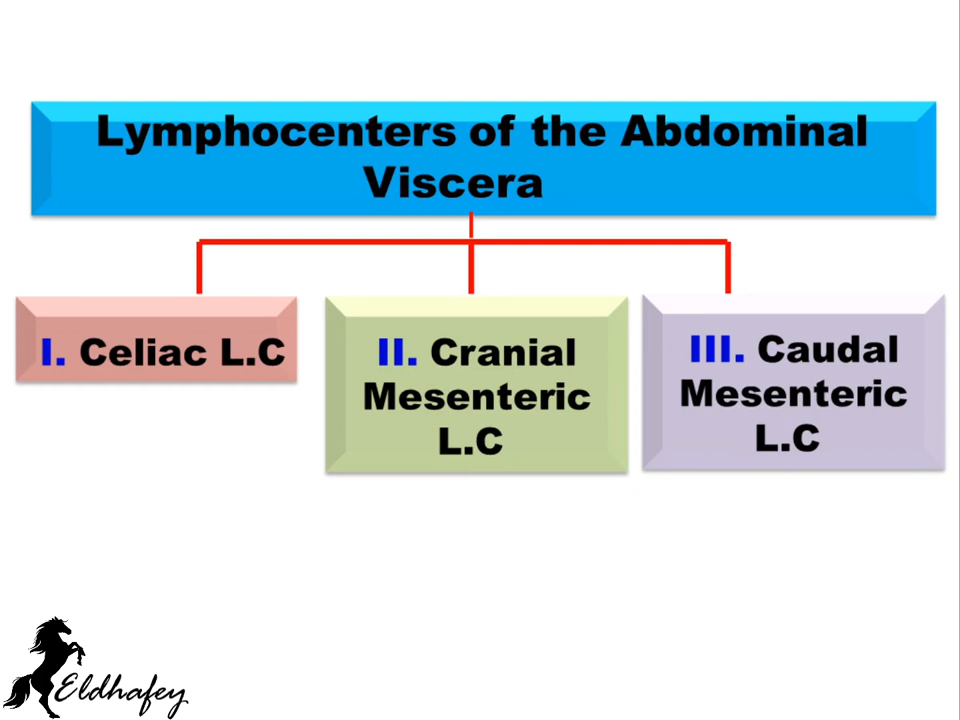 Lymphocenters of the Abdominal
Viscera
I. Celiac L.C
II. Cranial
Mesenteric
L.C
III. Caudal
Mesenteric
L.C
Eldhafey